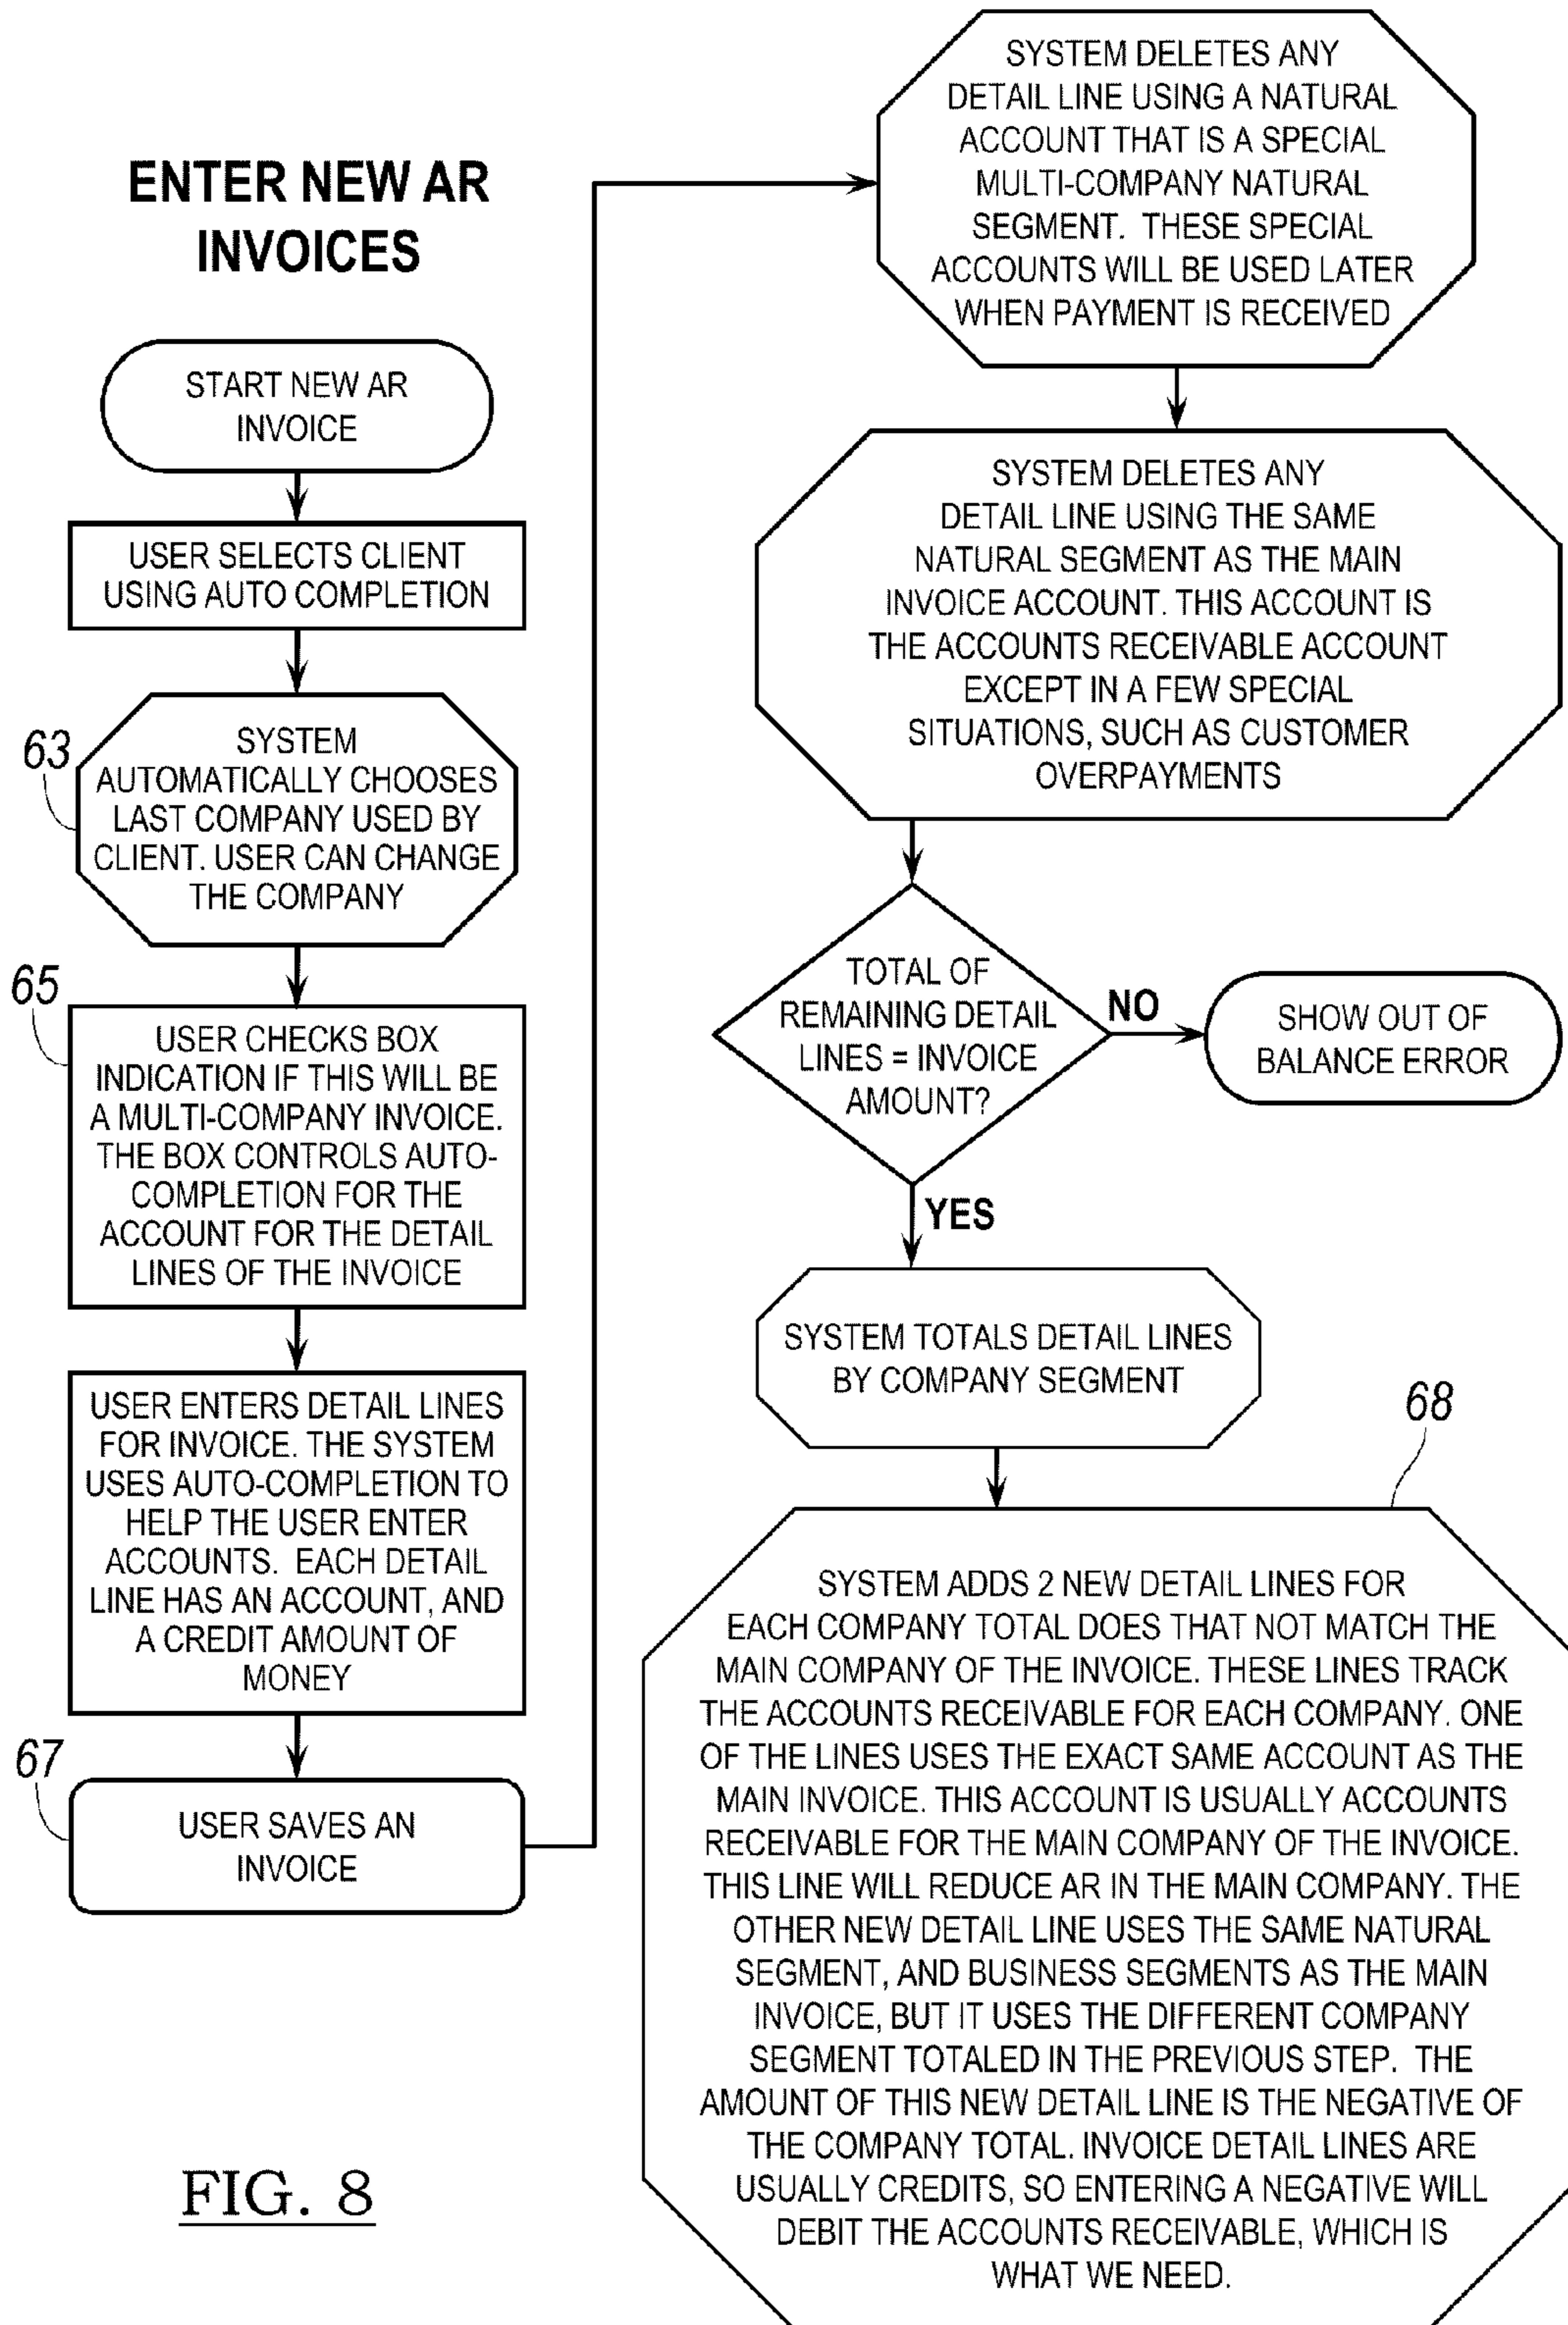 ENTER NEW AR
INVOICES
START NEW AR
INVOICE
USER SELECTS CLIENT
USING AUTO COMPLETION
63
SYSTEM
AUTOMATICALLY CHOOSES
LAST COMPANY USED BY
CLIENT. USER CAN CHANGE
THE COMPANY
65
USER CHECKS BOX
INDICATION IF THIS WILL BE
A MULTI-COMPANY INVOICE.
THE BOX CONTROLS AUTO-
COMPLETION FOR THE
ACCOUNT FOR THE DETAIL
LINES OF THE INVOICE
USER ENTERS DETAIL LINES
FOR INVOICE. THE SYSTEM
USES AUTO-COMPLETION TO
HELP THE USER ENTER
ACCOUNTS. EACH DETAIL
LINE HAS AN ACCOUNT, AND
A CREDIT AMOUNT OF
MONEY
67
USER SAVES AN
INVOICE
SYSTEM DELETES ANY
DETAIL LINE USING A NATURAL
ACCOUNT THAT IS A SPECIAL
MULTI-COMPANY NATURAL
SEGMENT. THESE SPECIAL
ACCOUNTS WILL BE USED LATER
WHEN PAYMENT IS RECEIVED
SYSTEM DELETES ANY
DETAIL LINE USING THE SAME
NATURAL SEGMENT AS THE MAIN
INVOICE ACCOUNT. THIS ACCOUNT IS
THE ACCOUNTS RECEIVABLE ACCOUNT
EXCEPT IN A FEW SPECIAL
SITUATIONS, SUCH AS CUSTOMER
OVERPAYMENTS
TOTAL OF
REMAINING DETAIL
LINES = INVOICE
AMOUNT?
NO
SHOW OUT OF
BALANCE ERROR
YES
SYSTEM TOTALS DETAIL LINES
BY COMPANY SEGMENT
68
SYSTEM ADDS 2 NEW DETAIL LINES FOR
EACH COMPANY TOTAL DOES THAT NOT MATCH THE
MAIN COMPANY OF THE INVOICE. THESE LINES TRACK
THE ACCOUNTS RECEIVABLE FOR EACH COMPANY. ONE
OF THE LINES USES THE EXACT SAME ACCOUNT AS THE
MAIN INVOICE. THIS ACCOUNT IS USUALLY ACCOUNTS
RECEIVABLE FOR THE MAIN COMPANY OF THE INVOICE.
THIS LINE WILL REDUCE AR IN THE MAIN COMPANY. THE
OTHER NEW DETAIL LINE USES THE SAME NATURAL
SEGMENT, AND BUSINESS SEGMENTS AS THE MAIN
INVOICE, BUT IT USES THE DIFFERENT COMPANY
SEGMENT TOTALED IN THE PREVIOUS STEP. THE
AMOUNT OF THIS NEW DETAIL LINE IS THE NEGATIVE OF
THE COMPANY TOTAL. INVOICE DETAIL LINES ARE
USUALLY CREDITS, SO ENTERING A NEGATIVE WILL
DEBIT THE ACCOUNTS RECEIVABLE, WHICH IS
WHAT WE NEED.
FIG. 8